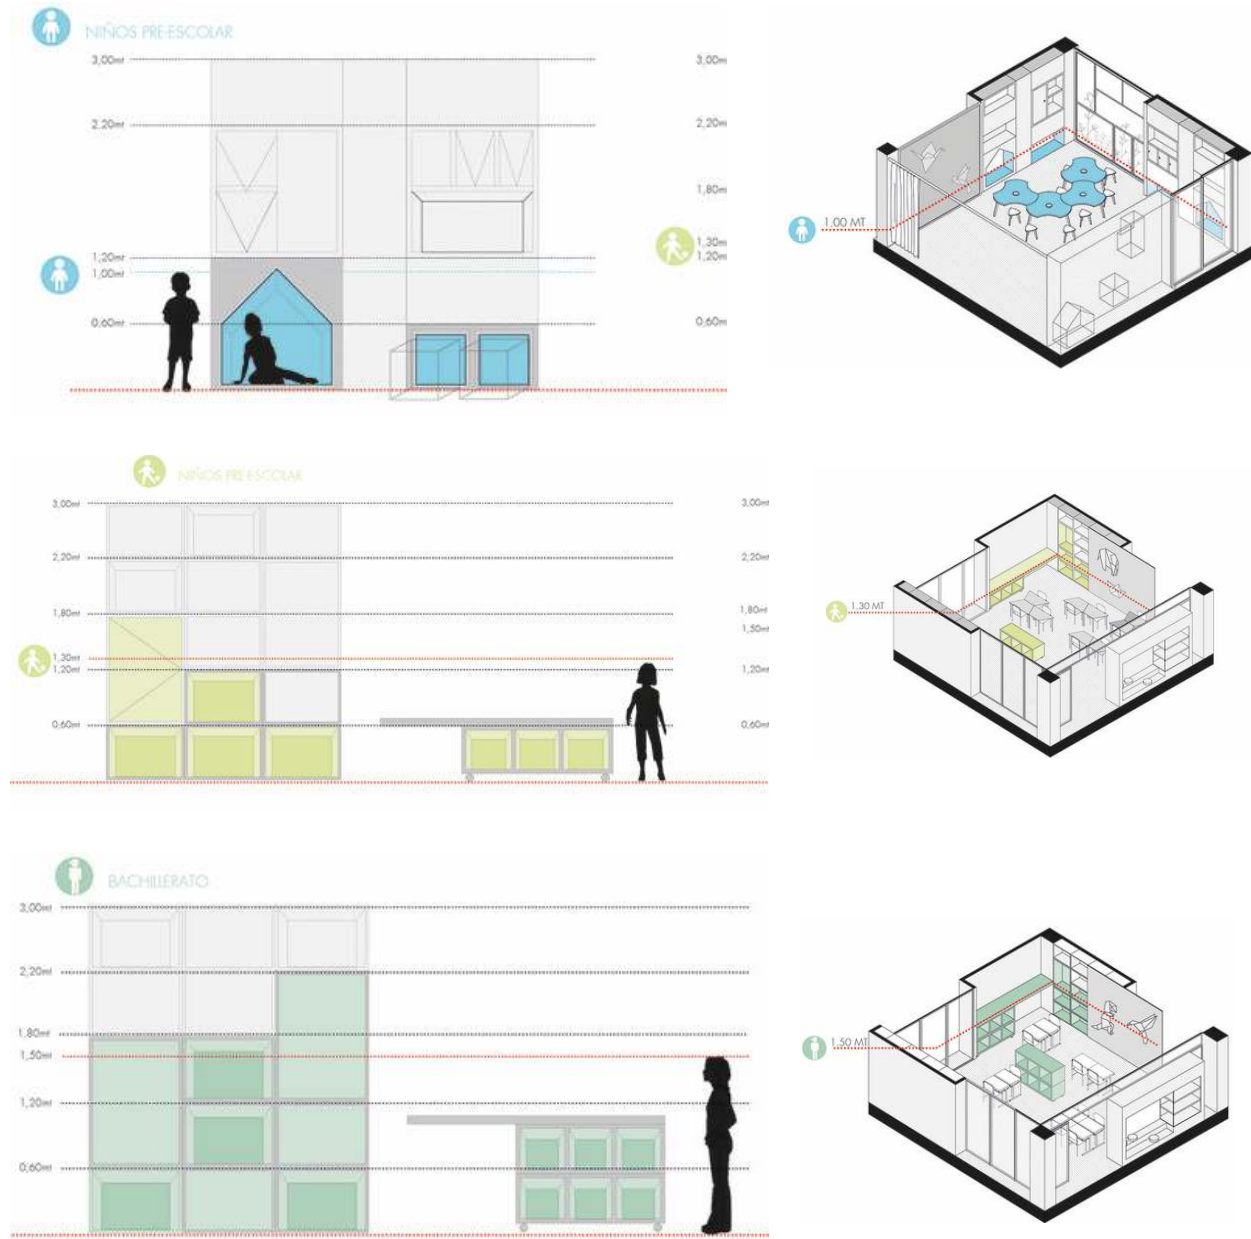 NIÑOS PRE-ESCOLAR
3,00mt
2,20mt
1,20mt
1,00mt
0,60mt
3,00m
2,20m
1,80mt
1,30m
1,20mt
0,60m
1.00 MT
NIÑOS PRE-ESCOLAR
3,00mt
2,20mt
1,80mt
1,30mt
1,20mt
0,60mt
3,00mt
2,20mt
1,80mt
1,50mt
1,20mt
0,60mt
1.30 MT
BACHILLERATO
3,00mt
2,20mt
1,80mt
1,50mt
1,20mt
0,60mt
1.50 MT